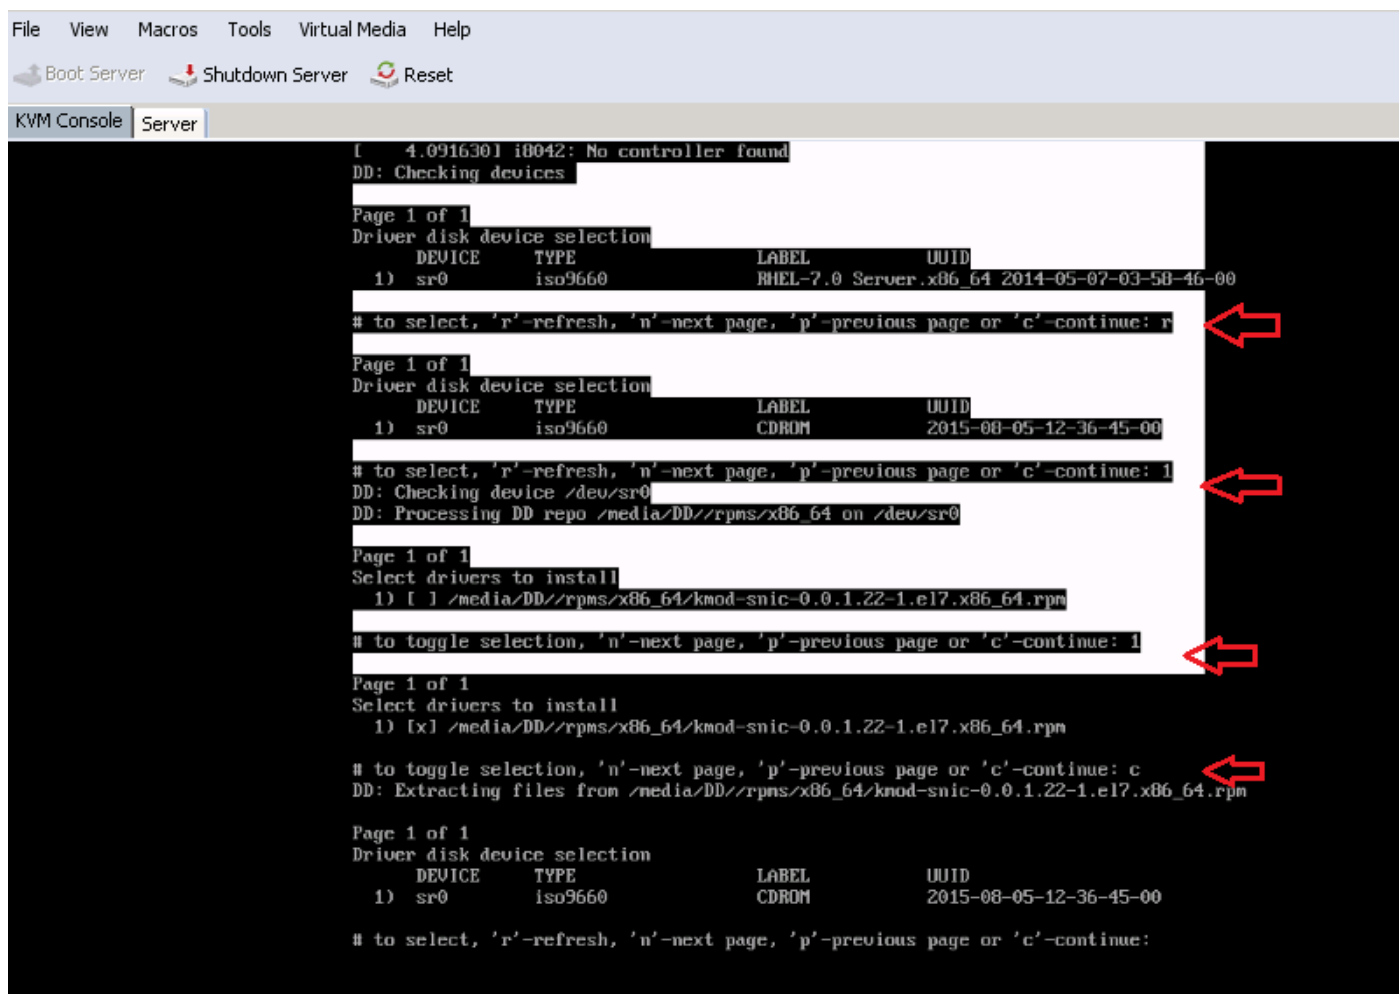 File View Macros Tools Virtual Media Help
Boot Server Shutdown Server Reset
KVM Console Server
[    4.091630] i8042: No controller found
DD: Checking devices
Page 1 of 1
Driver disk device selection
DEVICE TYPE LABEL UUID
1) sr0 iso9660 RHEL-7.0 Server.x86_64 2014-05-07-03-58-46-00
# to select, 'r'-refresh, 'n'-next page, 'p'-previous page or 'c'-continue: r
Page 1 of 1
Driver disk device selection
DEVICE TYPE LABEL UUID
1) sr0 iso9660 CDROM 2015-08-05-12-36-45-00
# to select, 'r'-refresh, 'n'-next page, 'p'-previous page or 'c'-continue: 1
DD: Checking device /dev/sr0
DD: Processing DD repo /media/DD//rpms/x86_64 on /dev/sr0
Page 1 of 1
Select drivers to install
1) [ ] /media/DD//rpms/x86_64/kmod-snic-0.0.1.22-1.el7.x86_64.rpm
# to toggle selection, 'n'-next page, 'p'-previous page or 'c'-continue: 1
Page 1 of 1
Select drivers to install
1) [x] /media/DD//rpms/x86_64/kmod-snic-0.0.1.22-1.el7.x86_64.rpm
# to toggle selection, 'n'-next page, 'p'-previous page or 'c'-continue: c
DD: Extracting files from /media/DD//rpms/x86_64/kmod-snic-0.0.1.22-1.el7.x86_64.rpm
Page 1 of 1
Driver disk device selection
DEVICE TYPE LABEL UUID
1) sr0 iso9660 CDROM 2015-08-05-12-36-45-00
# to select, 'r'-refresh, 'n'-next page, 'p'-previous page or 'c'-continue: